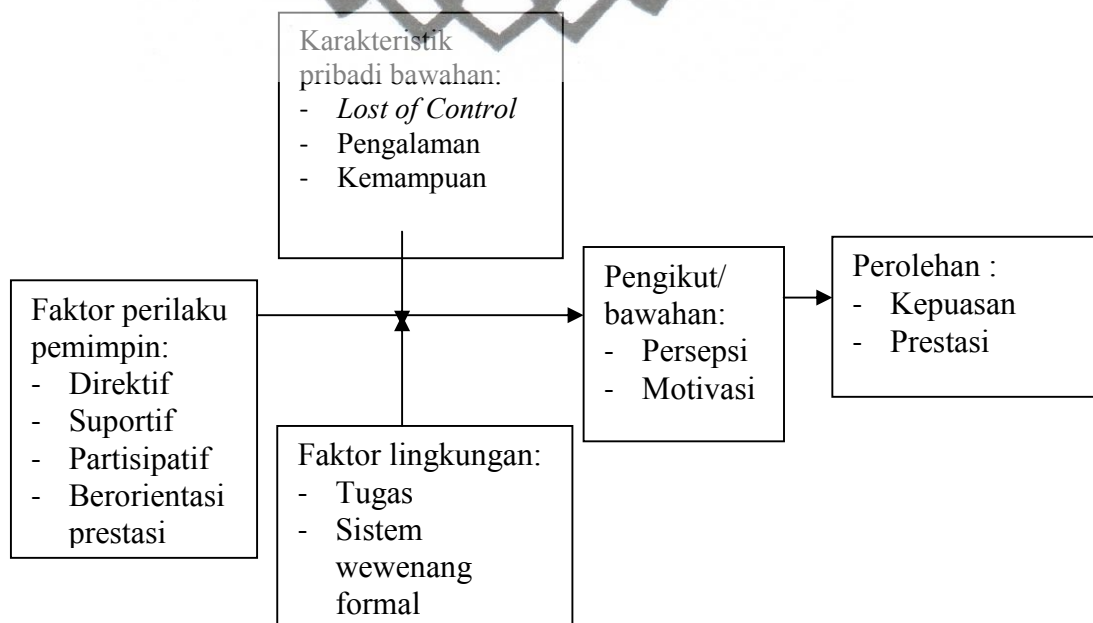 Karakteristik
pribadi bawahan:
- Lost of Control
- Pengalaman
- Kemampuan
Faktor perilaku
pemimpin:
- Direktif
- Suportif
- Partisipatif
- Berorientasi
prestasi
Faktor lingkungan:
- Tugas
- Sistem
wewenang
formal
Pengikut/
bawahan:
- Persepsi
- Motivasi
Perolehan :
- Kepuasan
- Prestasi